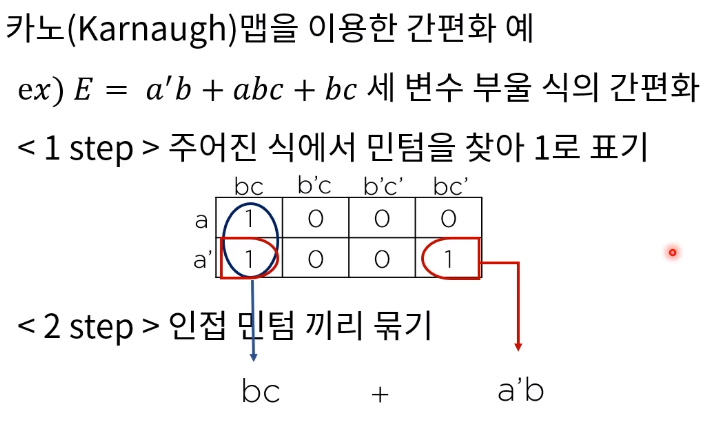 카노(Karnaugh)맵을 이용한 간편화 예
ex) E = a′b + abc + bc 세 변수 부울 식의 간편화
< 1 step > 주어진 식에서 민텀을 찾아 1로 표기
bc b’c b’c’ bc’
a 1 0 0 0
a’ 1 0 0 1
< 2 step > 인접 민텀 끼리 묶기
bc + a’b